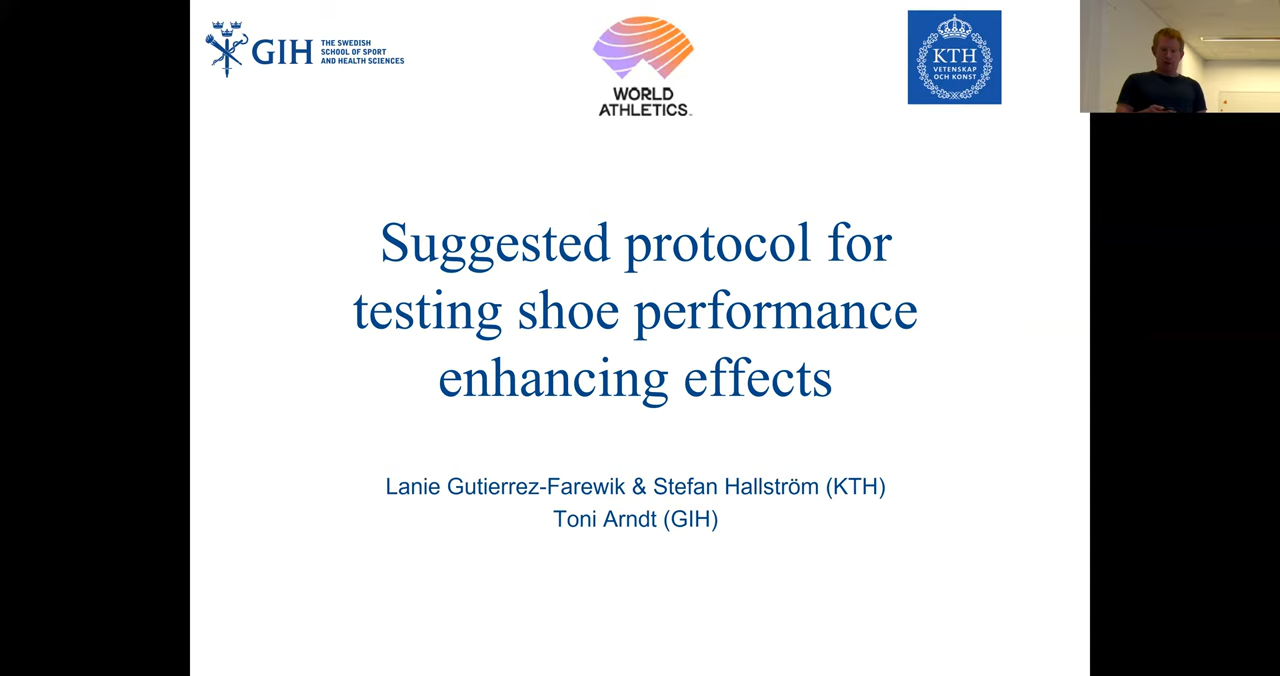 GIH
THE SWEDISH
SCHOOL OF SPORT
AND HEALTH SCIENCES
WORLD
ATHLETICS™
KTH
VETENSKAP
OCH KONST
Suggested protocol for
testing shoe performance
enhancing effects
Lanie Gutierrez-Farewik & Stefan Hallström (KTH)
Toni Arndt (GIH)